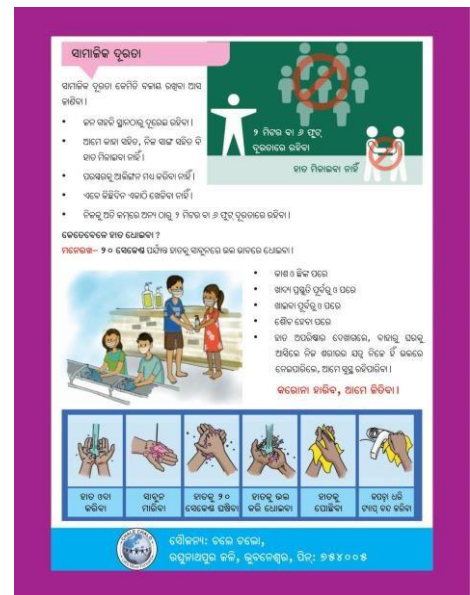 ସାମାଜିକ ଦୂରତା
ସାମାଜିକ ଦୂରତା କେମିତି ବଜାୟ ରଖିବା ଆସ
ଜାଣିବା ।
• ଜନ ଗହଳି ସ୍ଥାନଠାରୁ ଦୂରେଇ ରହିବା ।
• ଆମେ କାହା ସହିତ, ନିଜ ସାଙ୍ଗ ସହିତ ବି
ହାତ ମିଳାଇବା ନାହିଁ ।
• ପରସ୍ପରକୁ ଆଲିଙ୍ଗନ ମଧ୍ୟ କରିବା ନାହିଁ ।
• ଏବେ କିଛିଦିନ ଏକାଠି ଖେଳିବା ନାହିଁ ।
• ନିଜକୁ ଅତି କମ୍‌ରେ ଅନ୍ୟ ଠାରୁ ୨ ମିଟର ବା ୬ ଫୁଟ୍ ଦୂରତାରେ ରହିବା ।
୨ ମିଟର ବା ୬ ଫୁଟ୍
ଦୂରତାରେ ରହିବା
ହାତ ମିଳାଇବା ନାହିଁ
କେତେବେଳେ ହାତ ଧୋଇବା ?
ମନେରଖ– ୨୦ ସେକେଣ୍ଡ ପର୍ଯ୍ୟନ୍ତ ହାତକୁ ସାବୁନରେ ଭଲ ଭାବରେ ଧୋଇବା ।
• କାଶ ଓ ଛିଙ୍କ ପରେ
• ଖାଦ୍ୟ ପ୍ରସ୍ତୁତି ପୂର୍ବରୁ ଓ ପରେ
• ଖାଇବା ପୂର୍ବରୁ ଓ ପରେ
• ଶୌଚ ହେବା ପରେ
• ହାତ ଅପରିଷ୍କାର ଦେଖାଗଲେ, ବାହାରୁ ଘରକୁ
ଆସିଲେ ନିଜ ଶରୀରର ଯତ୍ନ ନିଜେ ହିଁ ଭଲରେ
ନେଇପାରିଲେ, ଆମେ ସୁସ୍ଥ ରହିପାରିବା ।
କରୋନା ହାରିବ, ଆମେ ଜିତିବା ।
ହାତ ଓଦା
କରିବା
ସାବୁନ
ମାରିବା
ହାତକୁ ୨୦
ସେକେଣ୍ଡ ଘଷିବା
ହାତକୁ ଭଲ
କରି ଧୋଇବା
ହାତକୁ
ପୋଛିବା
କପଡ଼ା ଧରି
ଟ୍ୟାପ୍ ବନ୍ଦ କରିବା
ସୌଜନ୍ୟ: ଚଲେ ଚଲୋ,
ରଘୁନାଥପୁର ଜଳି, ଭୁବନେଶ୍ୱର, ପିନ୍: ୭୫୪୦୦୫